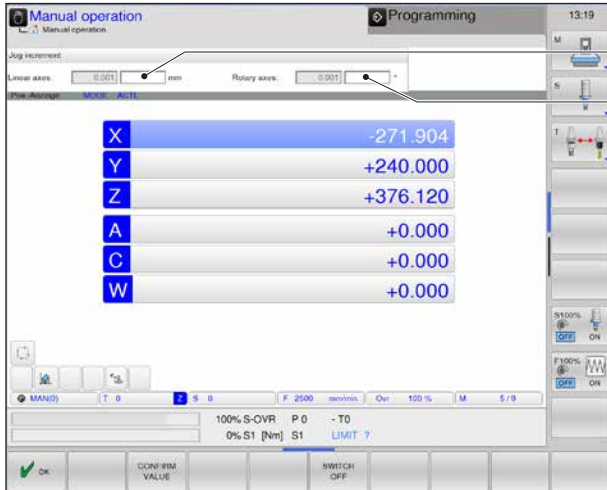 Manual operation
Manual operation
Programming
13:19
Jog increment
Linear axes: 0.001 mm Rotary axes: 0.001 °
Pos.-Anzeige MODE: ACTL.
X -271.904
Y +240.000
Z +376.120
A +0.000
C +0.000
W +0.000
M
S
T
S100%
OFF ON
F100%
OFF ON
MAN(0) T 0 Z S 0 F 2500 mm/min Ovr 100 % M 5/9
100% S-OVR P0 -T0
0% S1 [Nm] S1 LIMIT ?
OK
CONFIRM
VALUE
SWITCH
OFF